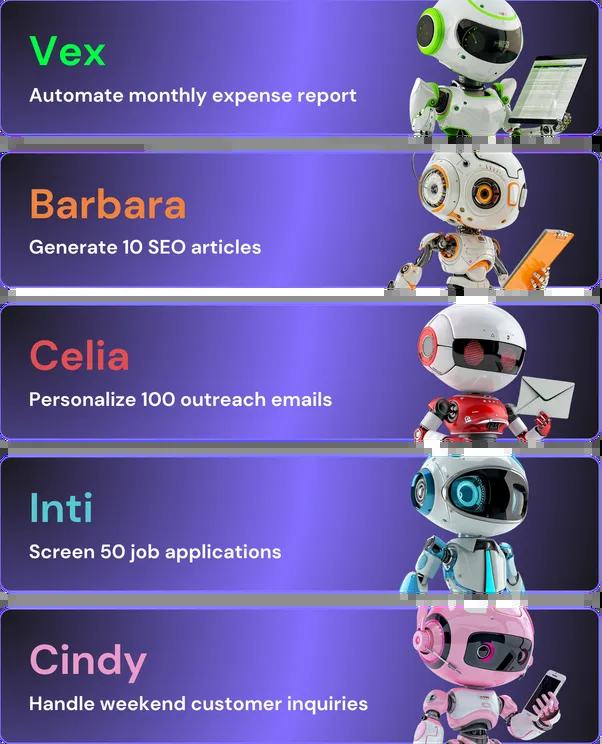 Vex
Automate monthly expense report
Barbara
Generate 10 SEO articles
Celia
Personalize 100 outreach emails
Inti
Screen 50 job applications
Cindy
Handle weekend customer inquiries